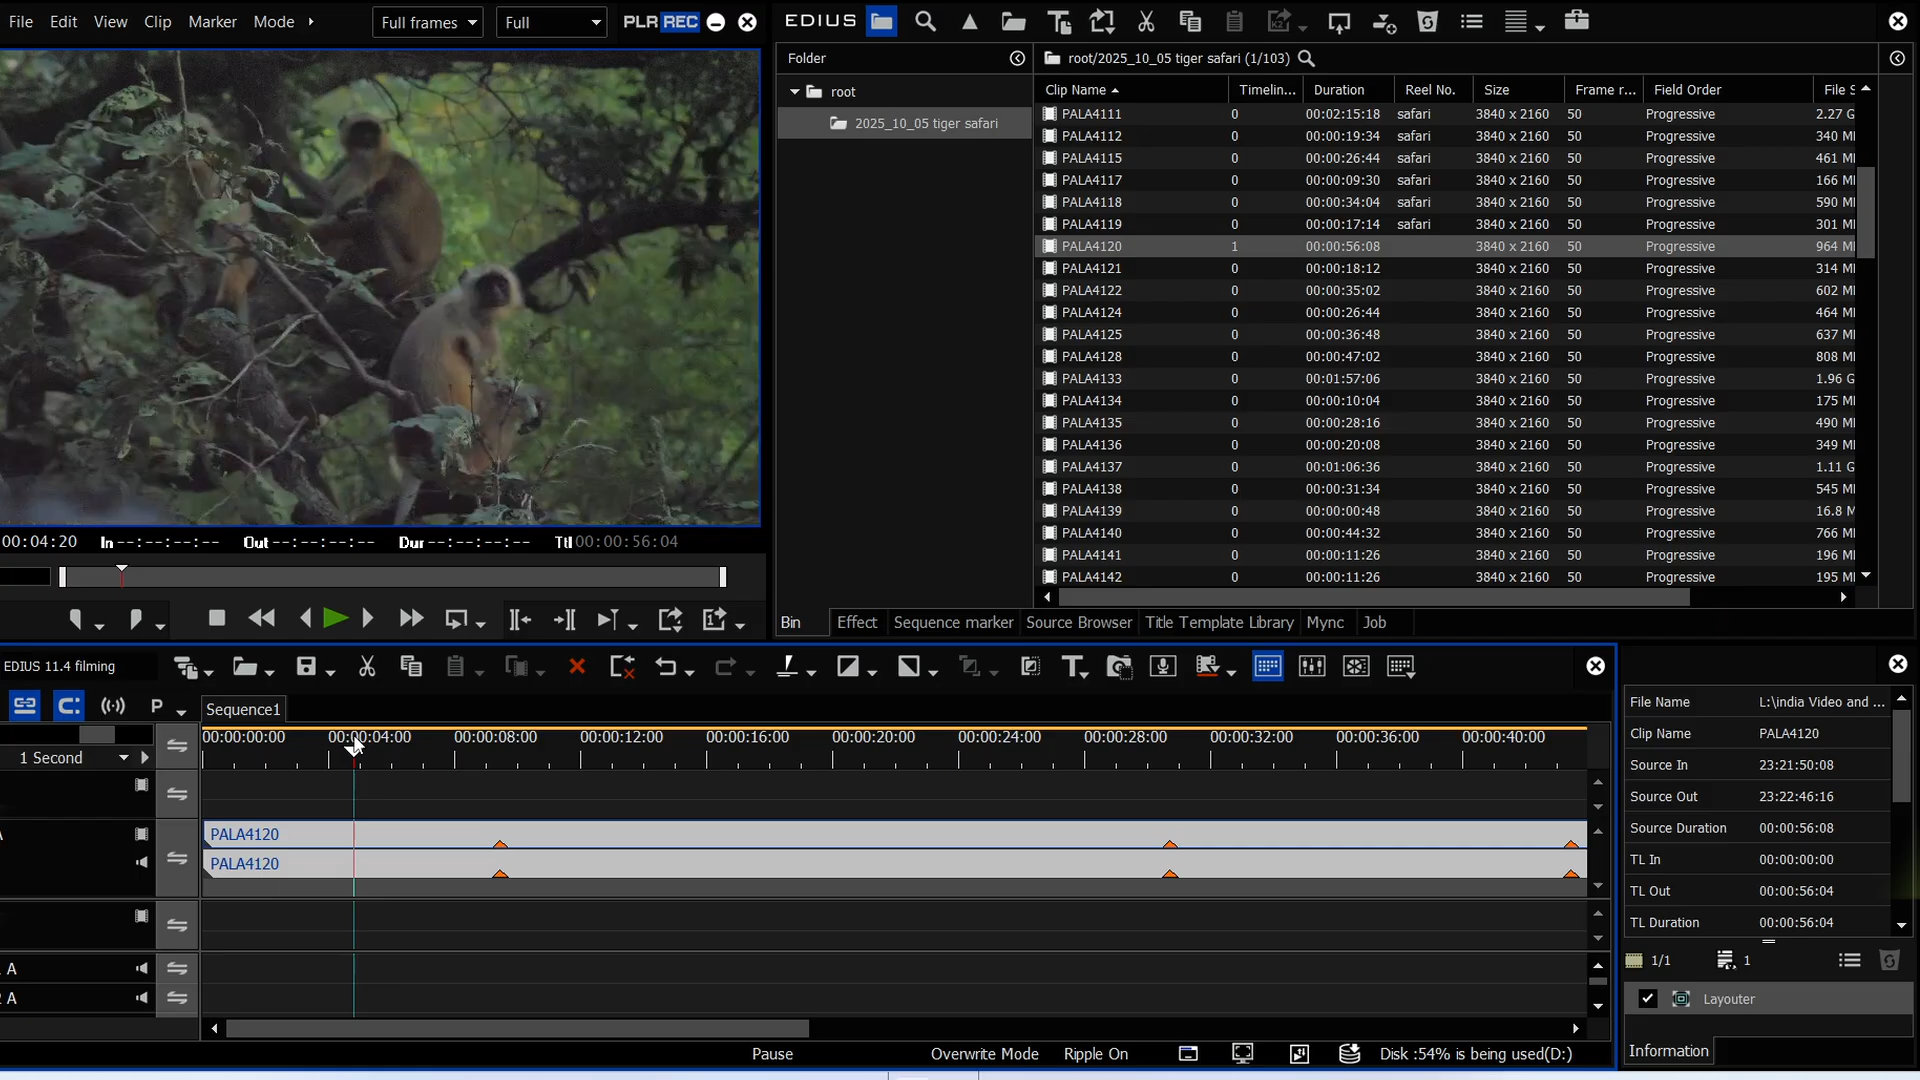 File Edit View Clip Marker Mode Full frames Full PLR REC
EDIUS
Folder
root/2025_10_05 tiger safari (1/103)
root
2025_10_05 tiger safari
Clip Name Timelin... Duration Reel No. Size Frame r... Field Order File S
PALA4111 0 00:02:15:18 safari 3840 x 2160 50 Progressive 2.27 G
PALA4112 0 00:00:19:34 safari 3840 x 2160 50 Progressive 340 M
PALA4115 0 00:00:26:44 safari 3840 x 2160 50 Progressive 461 M
PALA4117 0 00:00:09:30 safari 3840 x 2160 50 Progressive 166 M
PALA4118 0 00:00:34:04 safari 3840 x 2160 50 Progressive 590 M
PALA4119 0 00:00:17:14 safari 3840 x 2160 50 Progressive 301 M
PALA4120 1 00:00:56:08 3840 x 2160 50 Progressive 964 M
PALA4121 0 00:00:18:12 3840 x 2160 50 Progressive 314 M
PALA4122 0 00:00:35:02 3840 x 2160 50 Progressive 602 M
PALA4124 0 00:00:26:44 3840 x 2160 50 Progressive 464 M
PALA4125 0 00:00:36:48 3840 x 2160 50 Progressive 637 M
PALA4128 0 00:00:47:02 3840 x 2160 50 Progressive 808 M
PALA4133 0 00:01:57:06 3840 x 2160 50 Progressive 1.96 G
PALA4134 0 00:00:10:04 3840 x 2160 50 Progressive 175 M
PALA4135 0 00:00:28:16 3840 x 2160 50 Progressive 490 M
PALA4136 0 00:00:20:08 3840 x 2160 50 Progressive 349 M
PALA4137 0 00:01:06:36 3840 x 2160 50 Progressive 1.11 G
PALA4138 0 00:00:31:34 3840 x 2160 50 Progressive 545 M
PALA4139 0 00:00:00:48 3840 x 2160 50 Progressive 16.8 M
PALA4140 0 00:00:44:32 3840 x 2160 50 Progressive 766 M
PALA4141 0 00:00:11:26 3840 x 2160 50 Progressive 196 M
PALA4142 0 00:00:11:26 3840 x 2160 50 Progressive 195 M
00:04:20 In --:--:--:-- Out --:--:--:-- Dur --:--:--:-- Ttl 00:00:56:04
Bin Effect Sequence marker Source Browser Title Template Library Mync Job
EDIUS 11.4 filming
P
Sequence1
00:00:00:00 00:00:04:00 00:00:08:00 00:00:12:00 00:00:16:00 00:00:20:00 00:00:24:00 00:00:28:00 00:00:32:00 00:00:36:00 00:00:40:00
1 Second
PALA4120
PALA4120
1 A
2 A
Pause Overwrite Mode Ripple On Disk :54% is being used(D:)
File Name L:\india Video and ...
Clip Name PALA4120
Source In 23:21:50:08
Source Out 23:22:46:16
Source Duration 00:00:56:08
TL In 00:00:00:00
TL Out 00:00:56:04
TL Duration 00:00:56:04
1/1 1
Layouter
Information